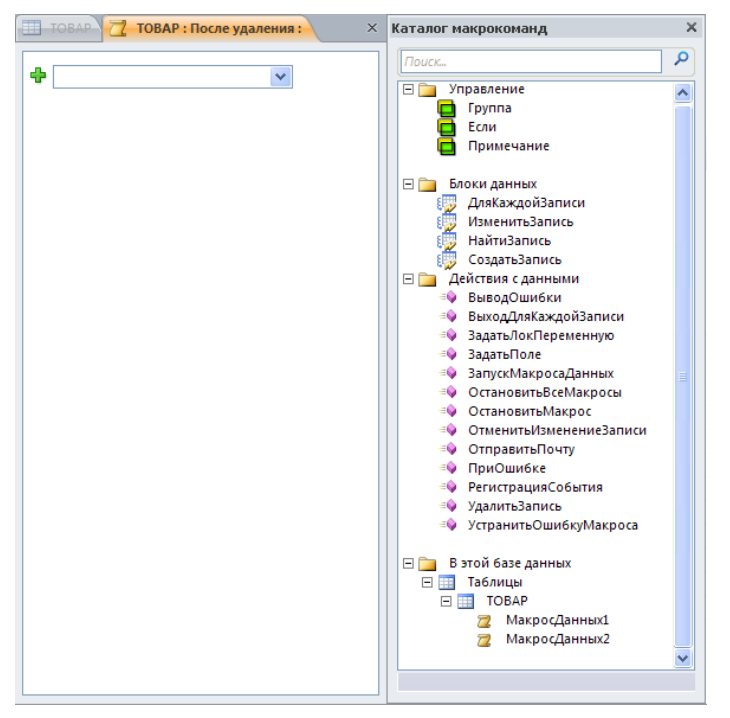 ТОВАР
ТОВАР : После удаления :
Каталог макрокоманд
Поиск...
Управление
Группа
Если
Примечание
Блоки данных
ДляКаждойЗаписи
ИзменитьЗапись
НайтиЗапись
СоздатьЗапись
Действия с данными
ВыводОшибки
ВыходДляКаждойЗаписи
ЗадатьЛокПеременную
ЗадатьПоле
ЗапускМакросаДанных
ОстановитьВсеМакросы
ОстановитьМакрос
ОтменитьИзменениеЗаписи
ОтправитьПочту
ПриОшибке
РегистрацияСобытия
УдалитьЗапись
УстранитьОшибкуМакроса
В этой базе данных
Таблицы
ТОВАР
МакросДанных1
МакросДанных2